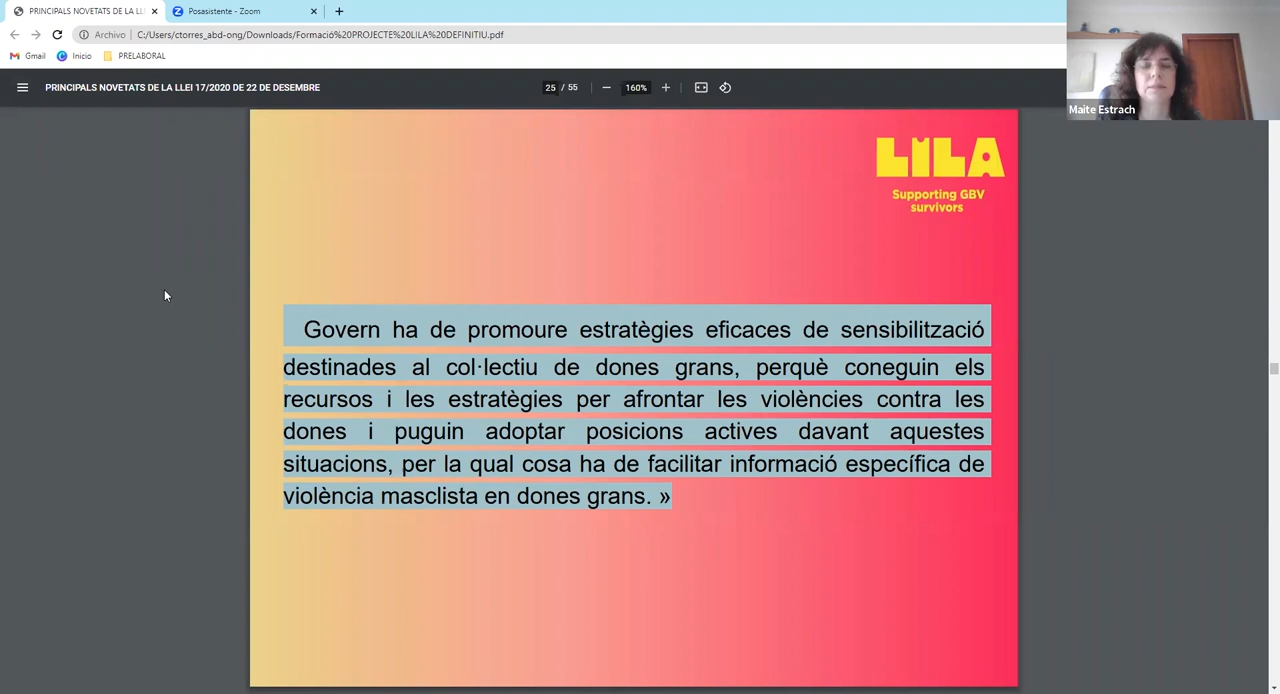 PRINCIPALS NOVETATS DE LA LL
Posasistente - Zoom
Archivo
C:/Users/ctorres_abd-ong/Downloads/Formació%20PROJECTE%20LILA%20DEFINITIU.pdf
Gmail
Inicio
PRELABORAL
PRINCIPALS NOVETATS DE LA LLEI 17/2020 DE 22 DE DESEMBRE
25 / 55
160%
Maite Estrach
LILA
Supporting GBV
survivors
Govern ha de promoure estratègies eficaces de sensibilització
destinades al col·lectiu de dones grans, perquè coneguin els
recursos i les estratègies per afrontar les violències contra les
dones i puguin adoptar posicions actives davant aquestes
situacions, per la qual cosa ha de facilitar informació específica de
violència masclista en dones grans. »